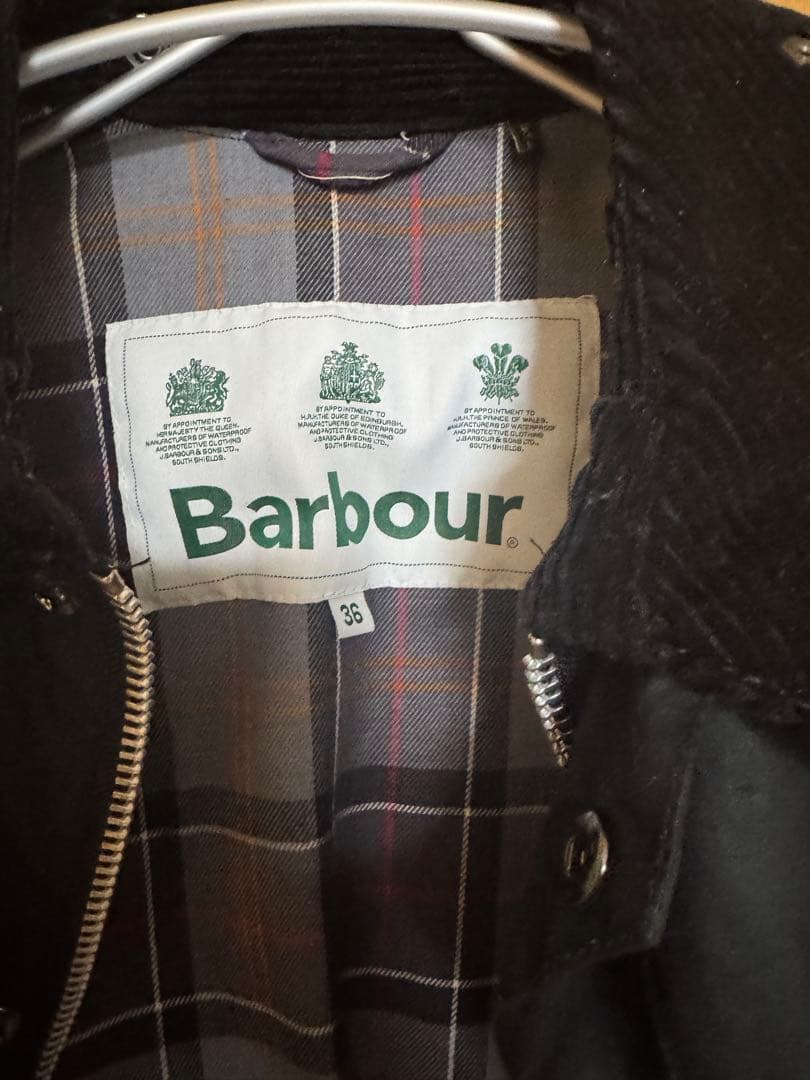 BY APPOINTMENT TO
HER MAJESTY THE QUEEN.
MANUFACTURERS OF WATERPROOF
AND PROTECTIVE CLOTHING
J.BARBOUR & SONS LTD.,
SOUTH SHIELDS.
BY APPOINTMENT TO
H.R.H. THE DUKE OF EDINBURGH.
MANUFACTURERS OF WATERPROOF
AND PROTECTIVE CLOTHING
J.BARBOUR & SONS LTD.,
SOUTH SHIELDS.
BY APPOINTMENT TO
H.R.H. THE PRINCE OF WALES.
MANUFACTURERS OF WATERPROOF
AND PROTECTIVE CLOTHING
J.BARBOUR & SONS LTD.,
SOUTH SHIELDS.
Barbour®
36